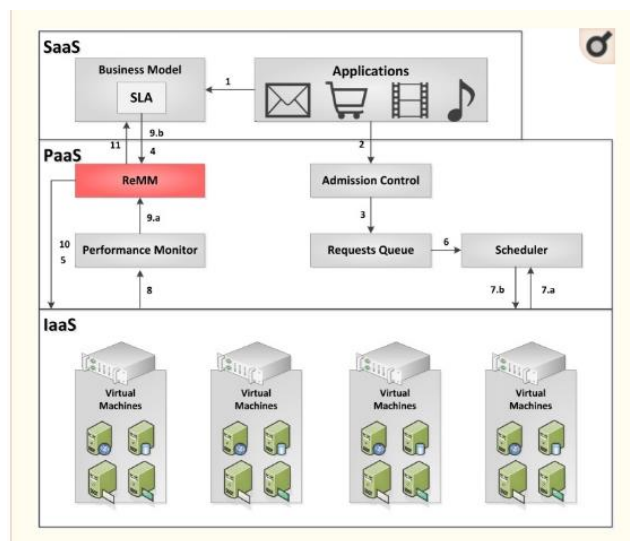 SaaS
Business Model
SLA
1
Applications
11
9.b
4
2
PaaS
ReMM
Admission Control
9.a
3
10
5
Performance Monitor
Requests Queue
6
Scheduler
8
7.b
7.a
IaaS
Virtual
Machines
Virtual
Machines
Virtual
Machines
Virtual
Machines